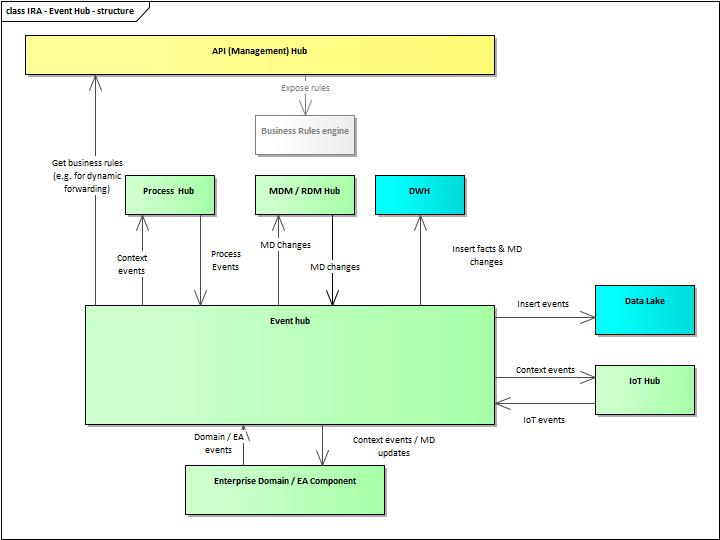 class IRA - Event Hub - structure
API (Management) Hub
Expose rules
Business Rules engine
Get business rules
(e.g. for dynamic
forwarding)
Process Hub
MDM / RDM Hub
DWH
Context
events
Process
Events
MD Changes
MD changes
Insert facts & MD
changes
Event hub
Insert events
Data Lake
Context events
IoT Hub
IoT events
Domain / EA
events
Context events / MD
updates
Enterprise Domain / EA Component